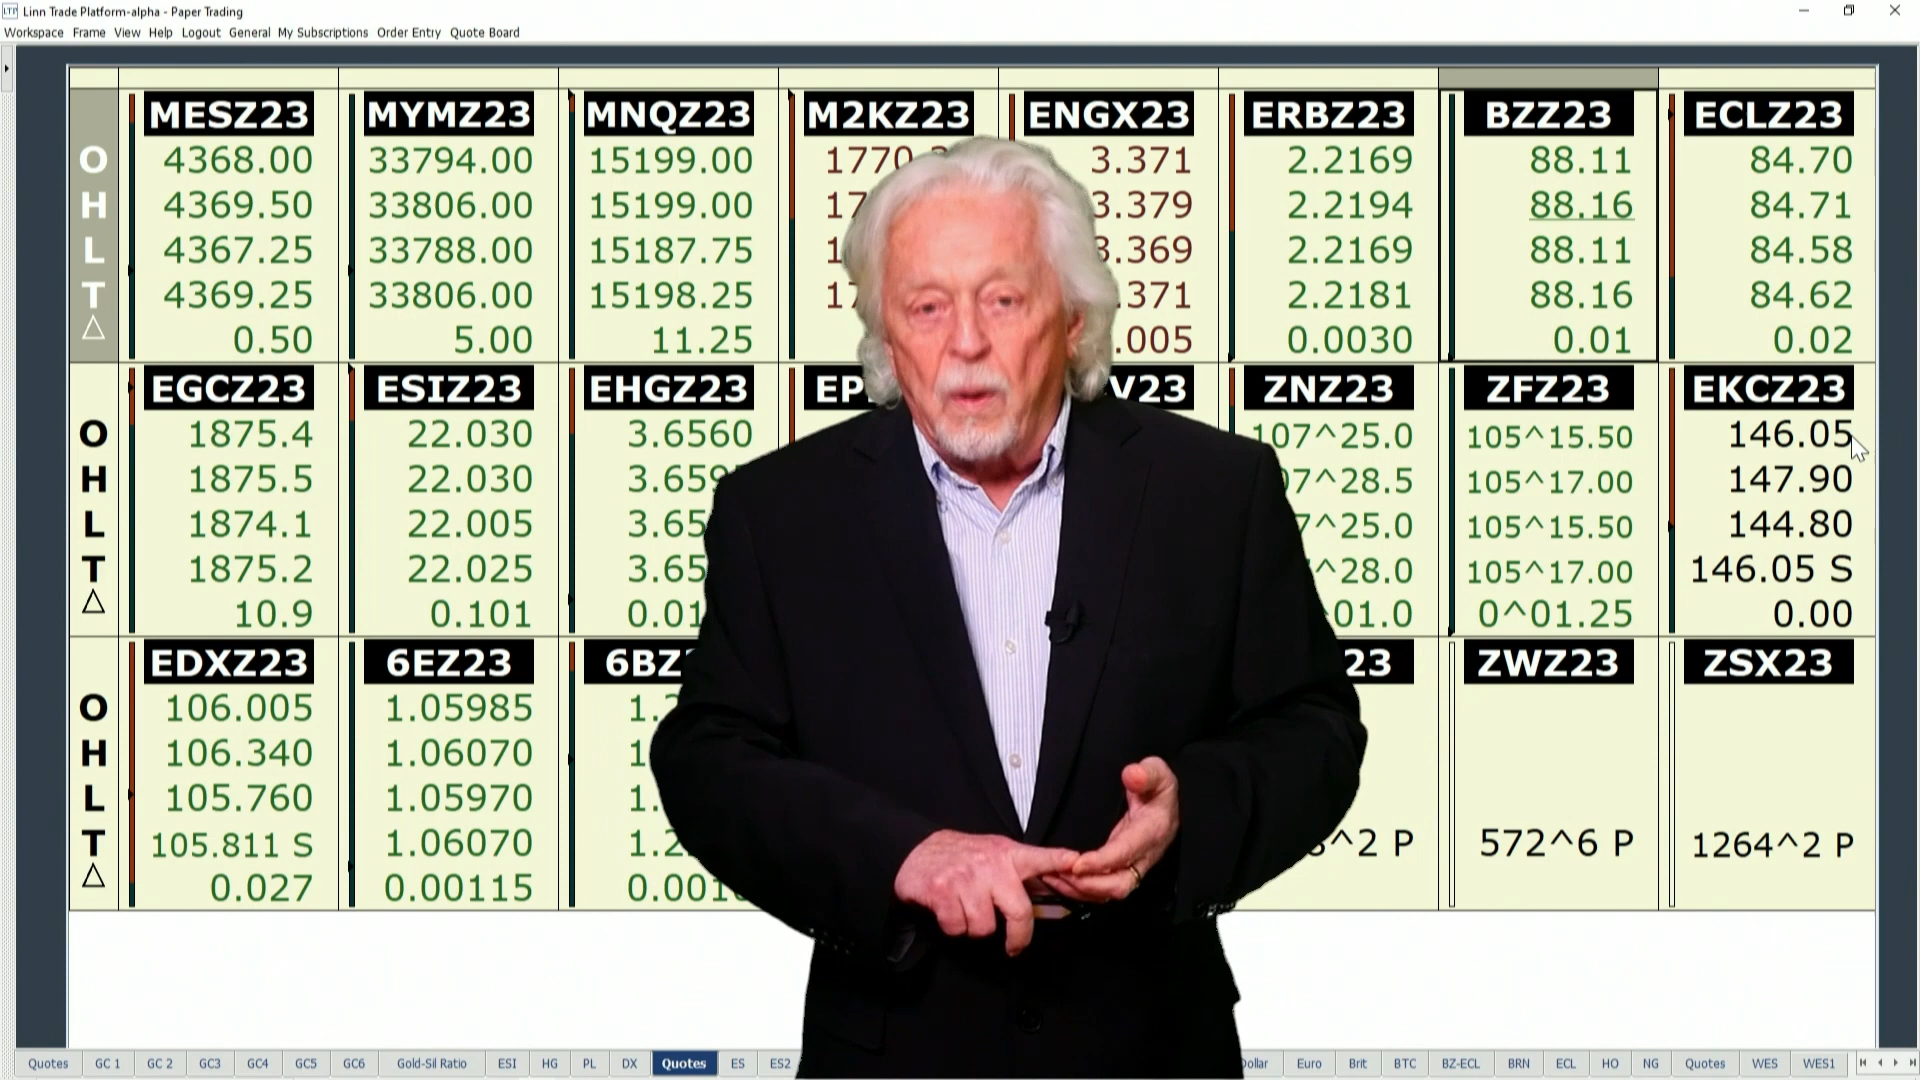 Linn Trade Platform-alpha - Paper Trading
Workspace Frame View Help Logout General My Subscriptions Order Entry Quote Board
MESZ23 MYMZ23 MNQZ23 M2KZ23 ENGX23 ERBZ23 BZZ23 ECLZ23
O 4368.00 33794.00 15199.00 3.371 2.2169 88.11 84.70
H 4369.50 33806.00 15199.00 3.379 2.2194 88.16 84.71
L 4367.25 33788.00 15187.75 2.2169 88.11 84.58
T 4369.25 33806.00 15198.25 2.2181 88.16 84.62
△ 0.50 5.00 11.25 0.0030 0.01 0.02
EGCZ23 ESIZ23 EHGZ23 ZNZ23 ZFZ23 EKCZ23
O 1875.4 22.030 3.6560 107^25.0 105^15.50 146.05
H 1875.5 22.030 105^17.00 147.90
L 1874.1 22.005 105^15.50 144.80
T 1875.2 22.025 105^17.00 146.05 S
△ 10.9 0.101 0^01.25 0.00
EDXZ23 6EZ23 ZWZ23 ZSX23
O 106.005 1.05985
H 106.340 1.06070
L 105.760 1.05970
T 105.811 S 1.06070 572^6 P 1264^2 P
△ 0.027 0.00115
Quotes GC 1 GC 2 GC3 GC4 GC5 GC6 Gold-Sil Ratio ESI HG PL DX Quotes ES ES2 Euro Brit BTC BZ-ECL BRN ECL HO NG Quotes WES WES1